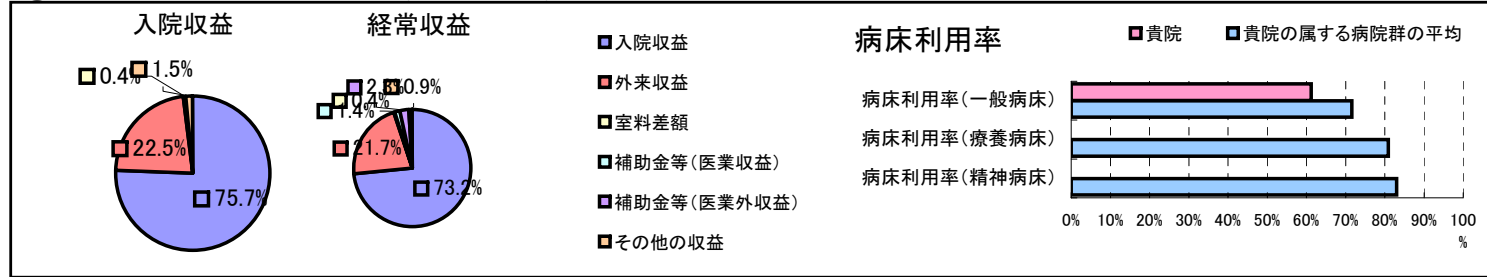 入院収益
0.4%
1.5%
22.5%
75.7%
経常収益
0.9%
0.4%
1.4%
21.7%
73.2%
入院収益
外来収益
室料差額
補助金等(医業収益)
補助金等(医業外収益)
その他の収益
病床利用率
貴院
貴院の属する病院群の平均
病床利用率(一般病床)
病床利用率(療養病床)
病床利用率(精神病床)
0% 10% 20% 30% 40% 50% 60% 70% 80% 90% 100
%